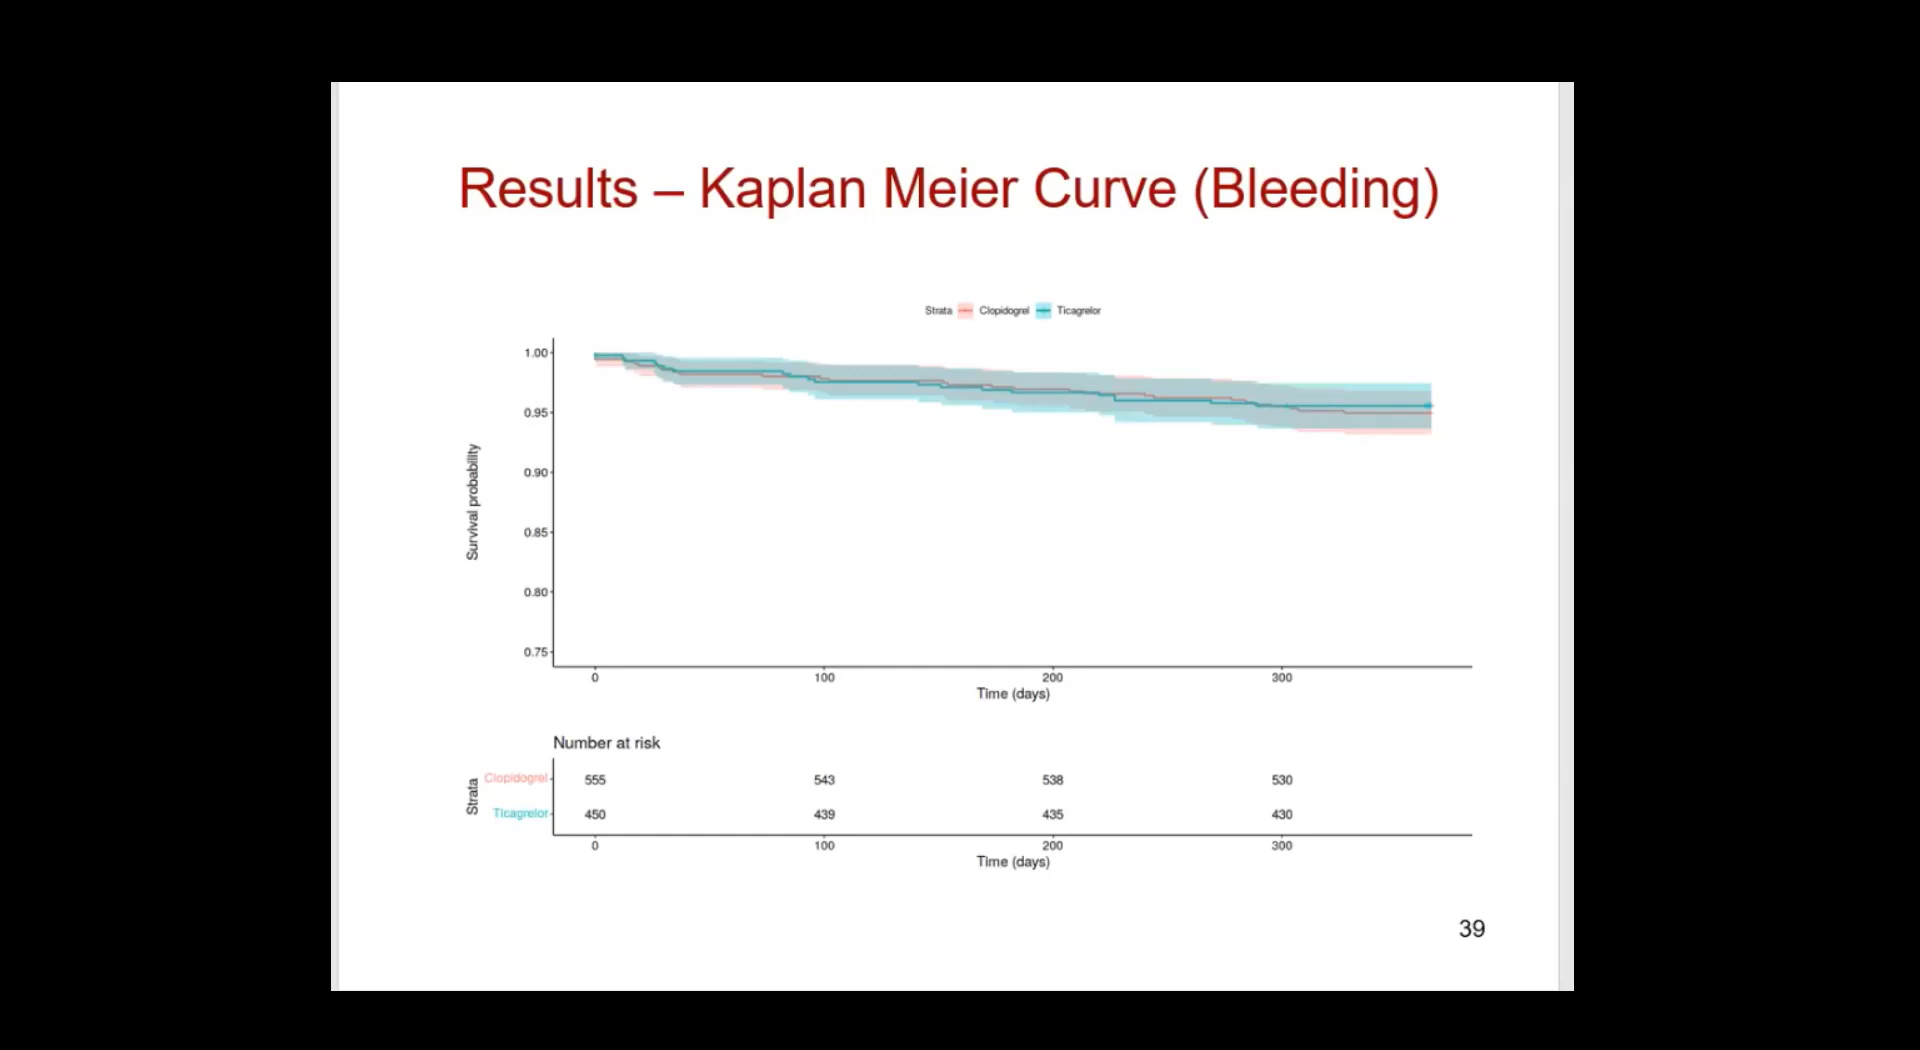 Results – Kaplan Meier Curve (Bleeding)
Strata Clopidogrel Ticagrelor
1.00
0.95
0.90
0.85
0.80
0.75
Survival probability
0 100 200 300
Time (days)
Number at risk
Strata
Clopidogrel 555 543 538 530
Ticagrelor 450 439 435 430
0 100 200 300
Time (days)
39